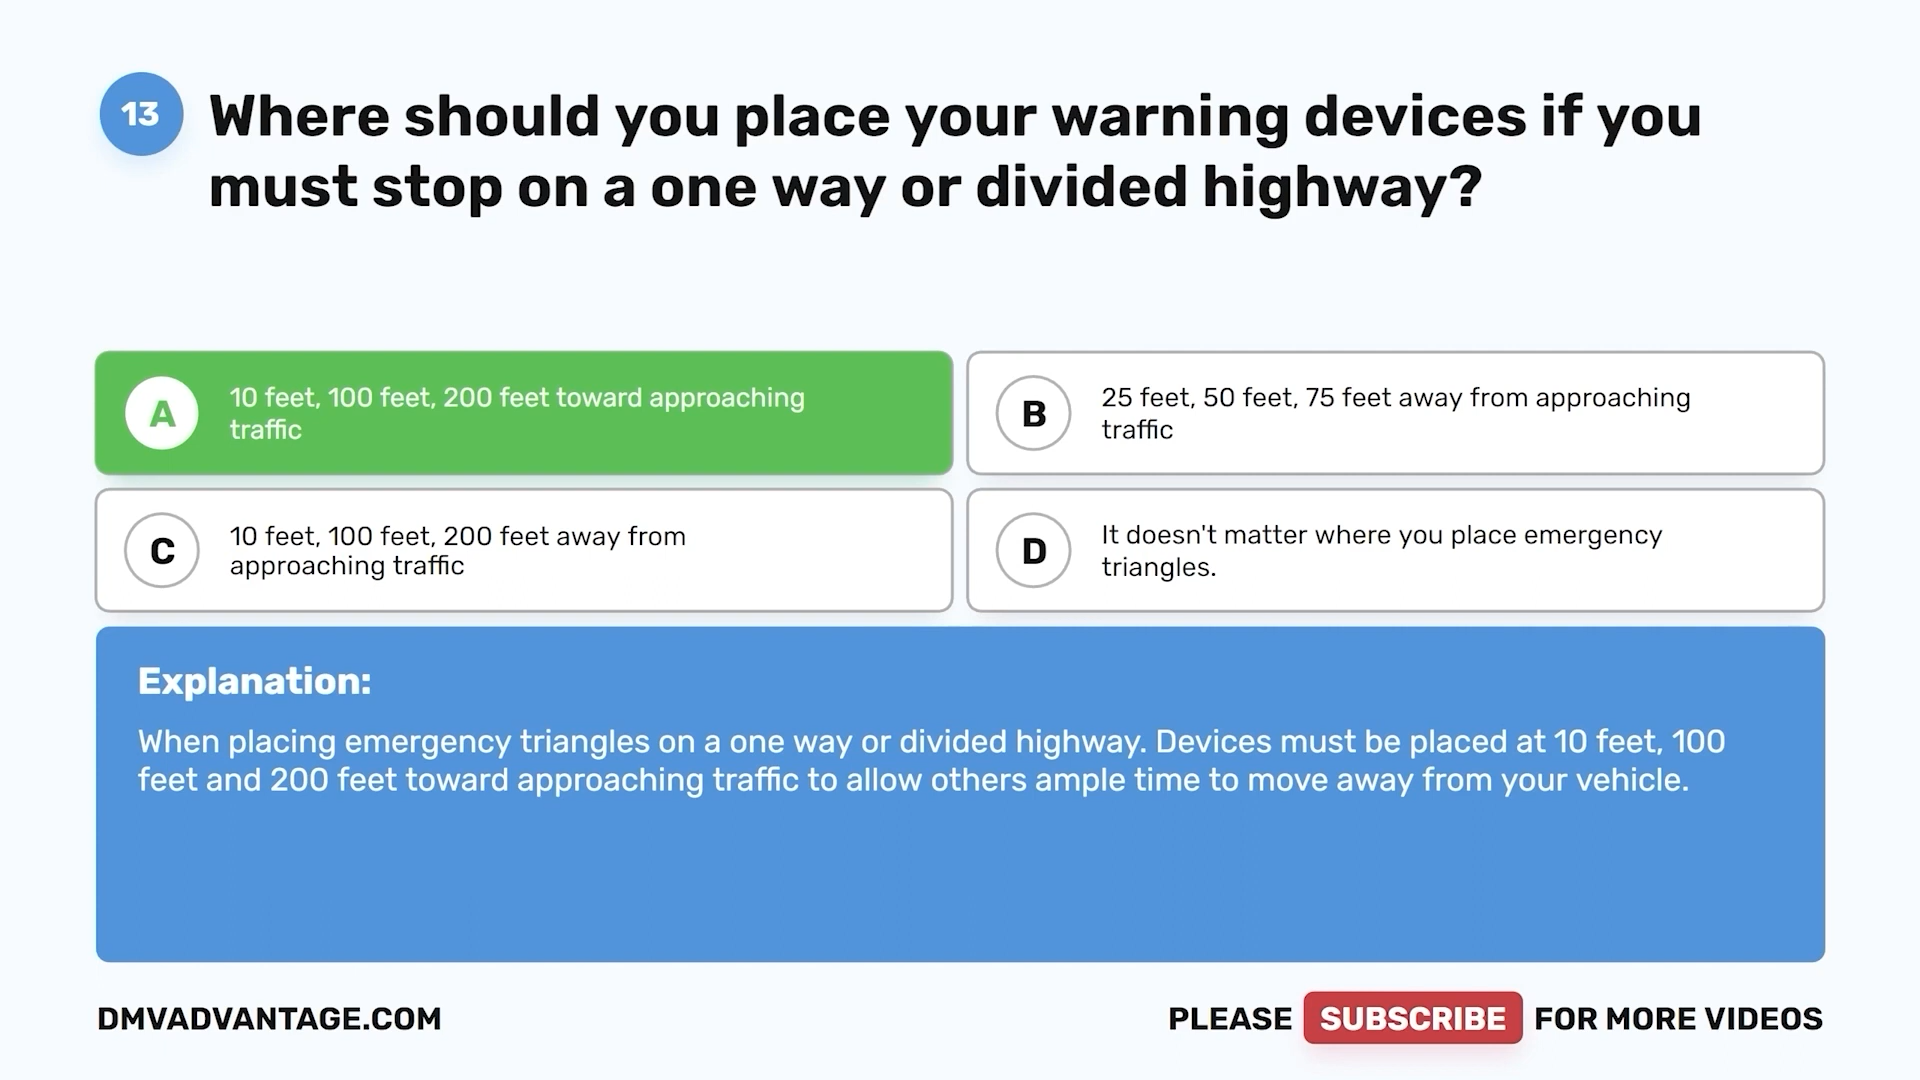 13
Where should you place your warning devices if you
must stop on a one way or divided highway?
A
10 feet, 100 feet, 200 feet toward approaching
traffic
B
25 feet, 50 feet, 75 feet away from approaching
traffic
C
10 feet, 100 feet, 200 feet away from
approaching traffic
D
It doesn't matter where you place emergency
triangles.
Explanation:
When placing emergency triangles on a one way or divided highway. Devices must be placed at 10 feet, 100
feet and 200 feet toward approaching traffic to allow others ample time to move away from your vehicle.
DMVADVANTAGE.COM
PLEASE SUBSCRIBE FOR MORE VIDEOS